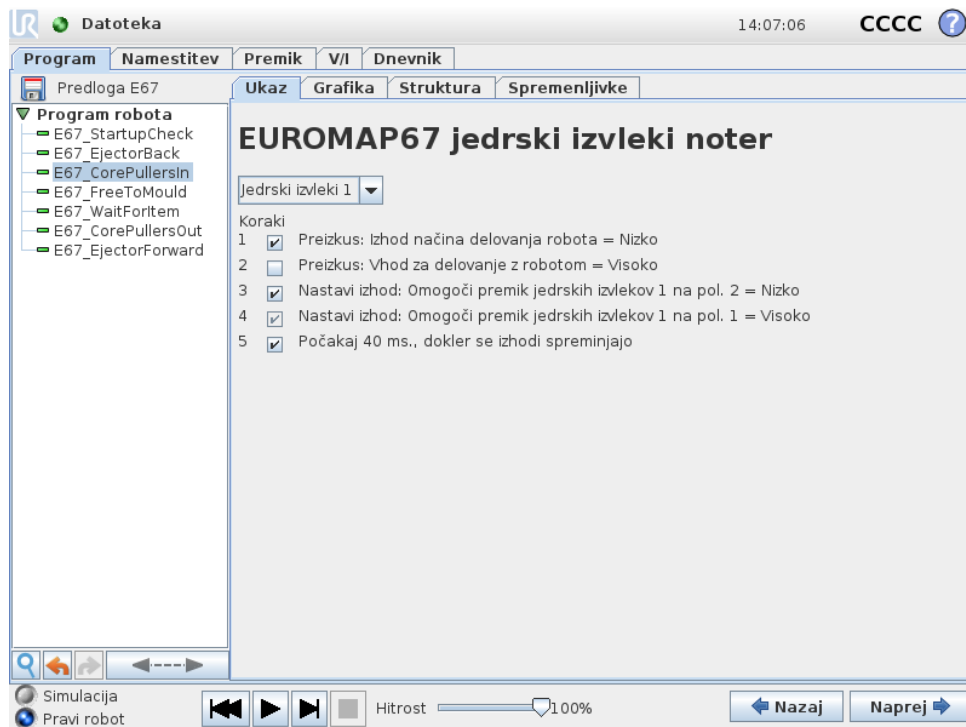 UR Datoteka 14:07:06 CCCC ?
Program Namestitev Premik V/I Dnevnik
Predloga E67 Ukaz Grafika Struktura Spremenljivke
Program robota
E67_StartupCheck
E67_EjectorBack
E67_CorePullersIn
E67_FreeToMould
E67_WaitForItem
E67_CorePullersOut
E67_EjectorForward
EUROMAP67 jedrski izvleki noter
Jedrski izvleki 1
Koraki
1 Preizkus: Izhod načina delovanja robota = Nizko
2 Preizkus: Vhod za delovanje z robotom = Visoko
3 Nastavi izhod: Omogoči premik jedrskih izvlekov 1 na pol. 2 = Nizko
4 Nastavi izhod: Omogoči premik jedrskih izvlekov 1 na pol. 1 = Visoko
5 Počakaj 40 ms., dokler se izhodi spreminjajo
Simulacija
Pravi robot
Hitrost 100%
Nazaj Naprej